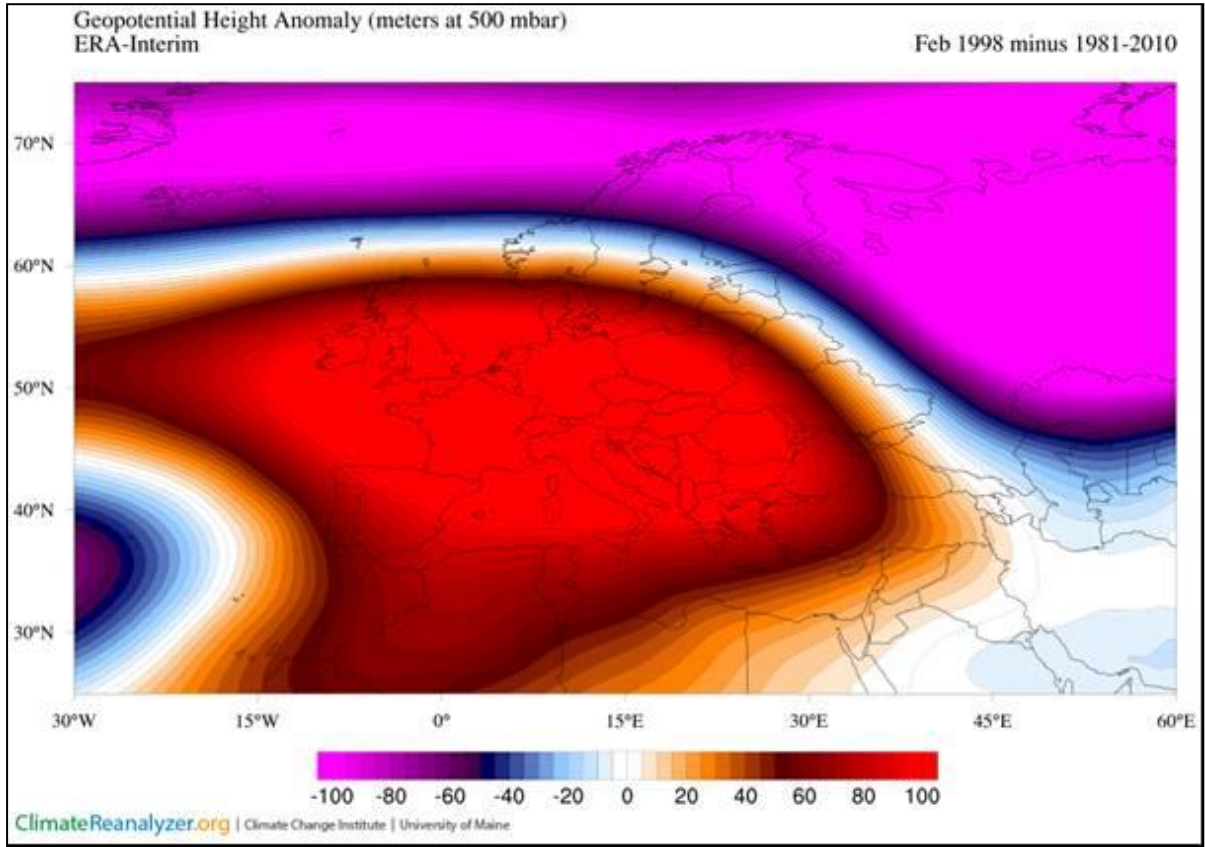 Geopotential Height Anomaly (meters at 500 mbar)
ERA-Interim
Feb 1998 minus 1981-2010
70°N
60°N
50°N
40°N
30°N
30°W 15°W 0° 15°E 30°E 45°E 60°E
-100 -80 -60 -40 -20 0 20 40 60 80 100
ClimateReanalyzer.org | Climate Change Institute | University of Maine